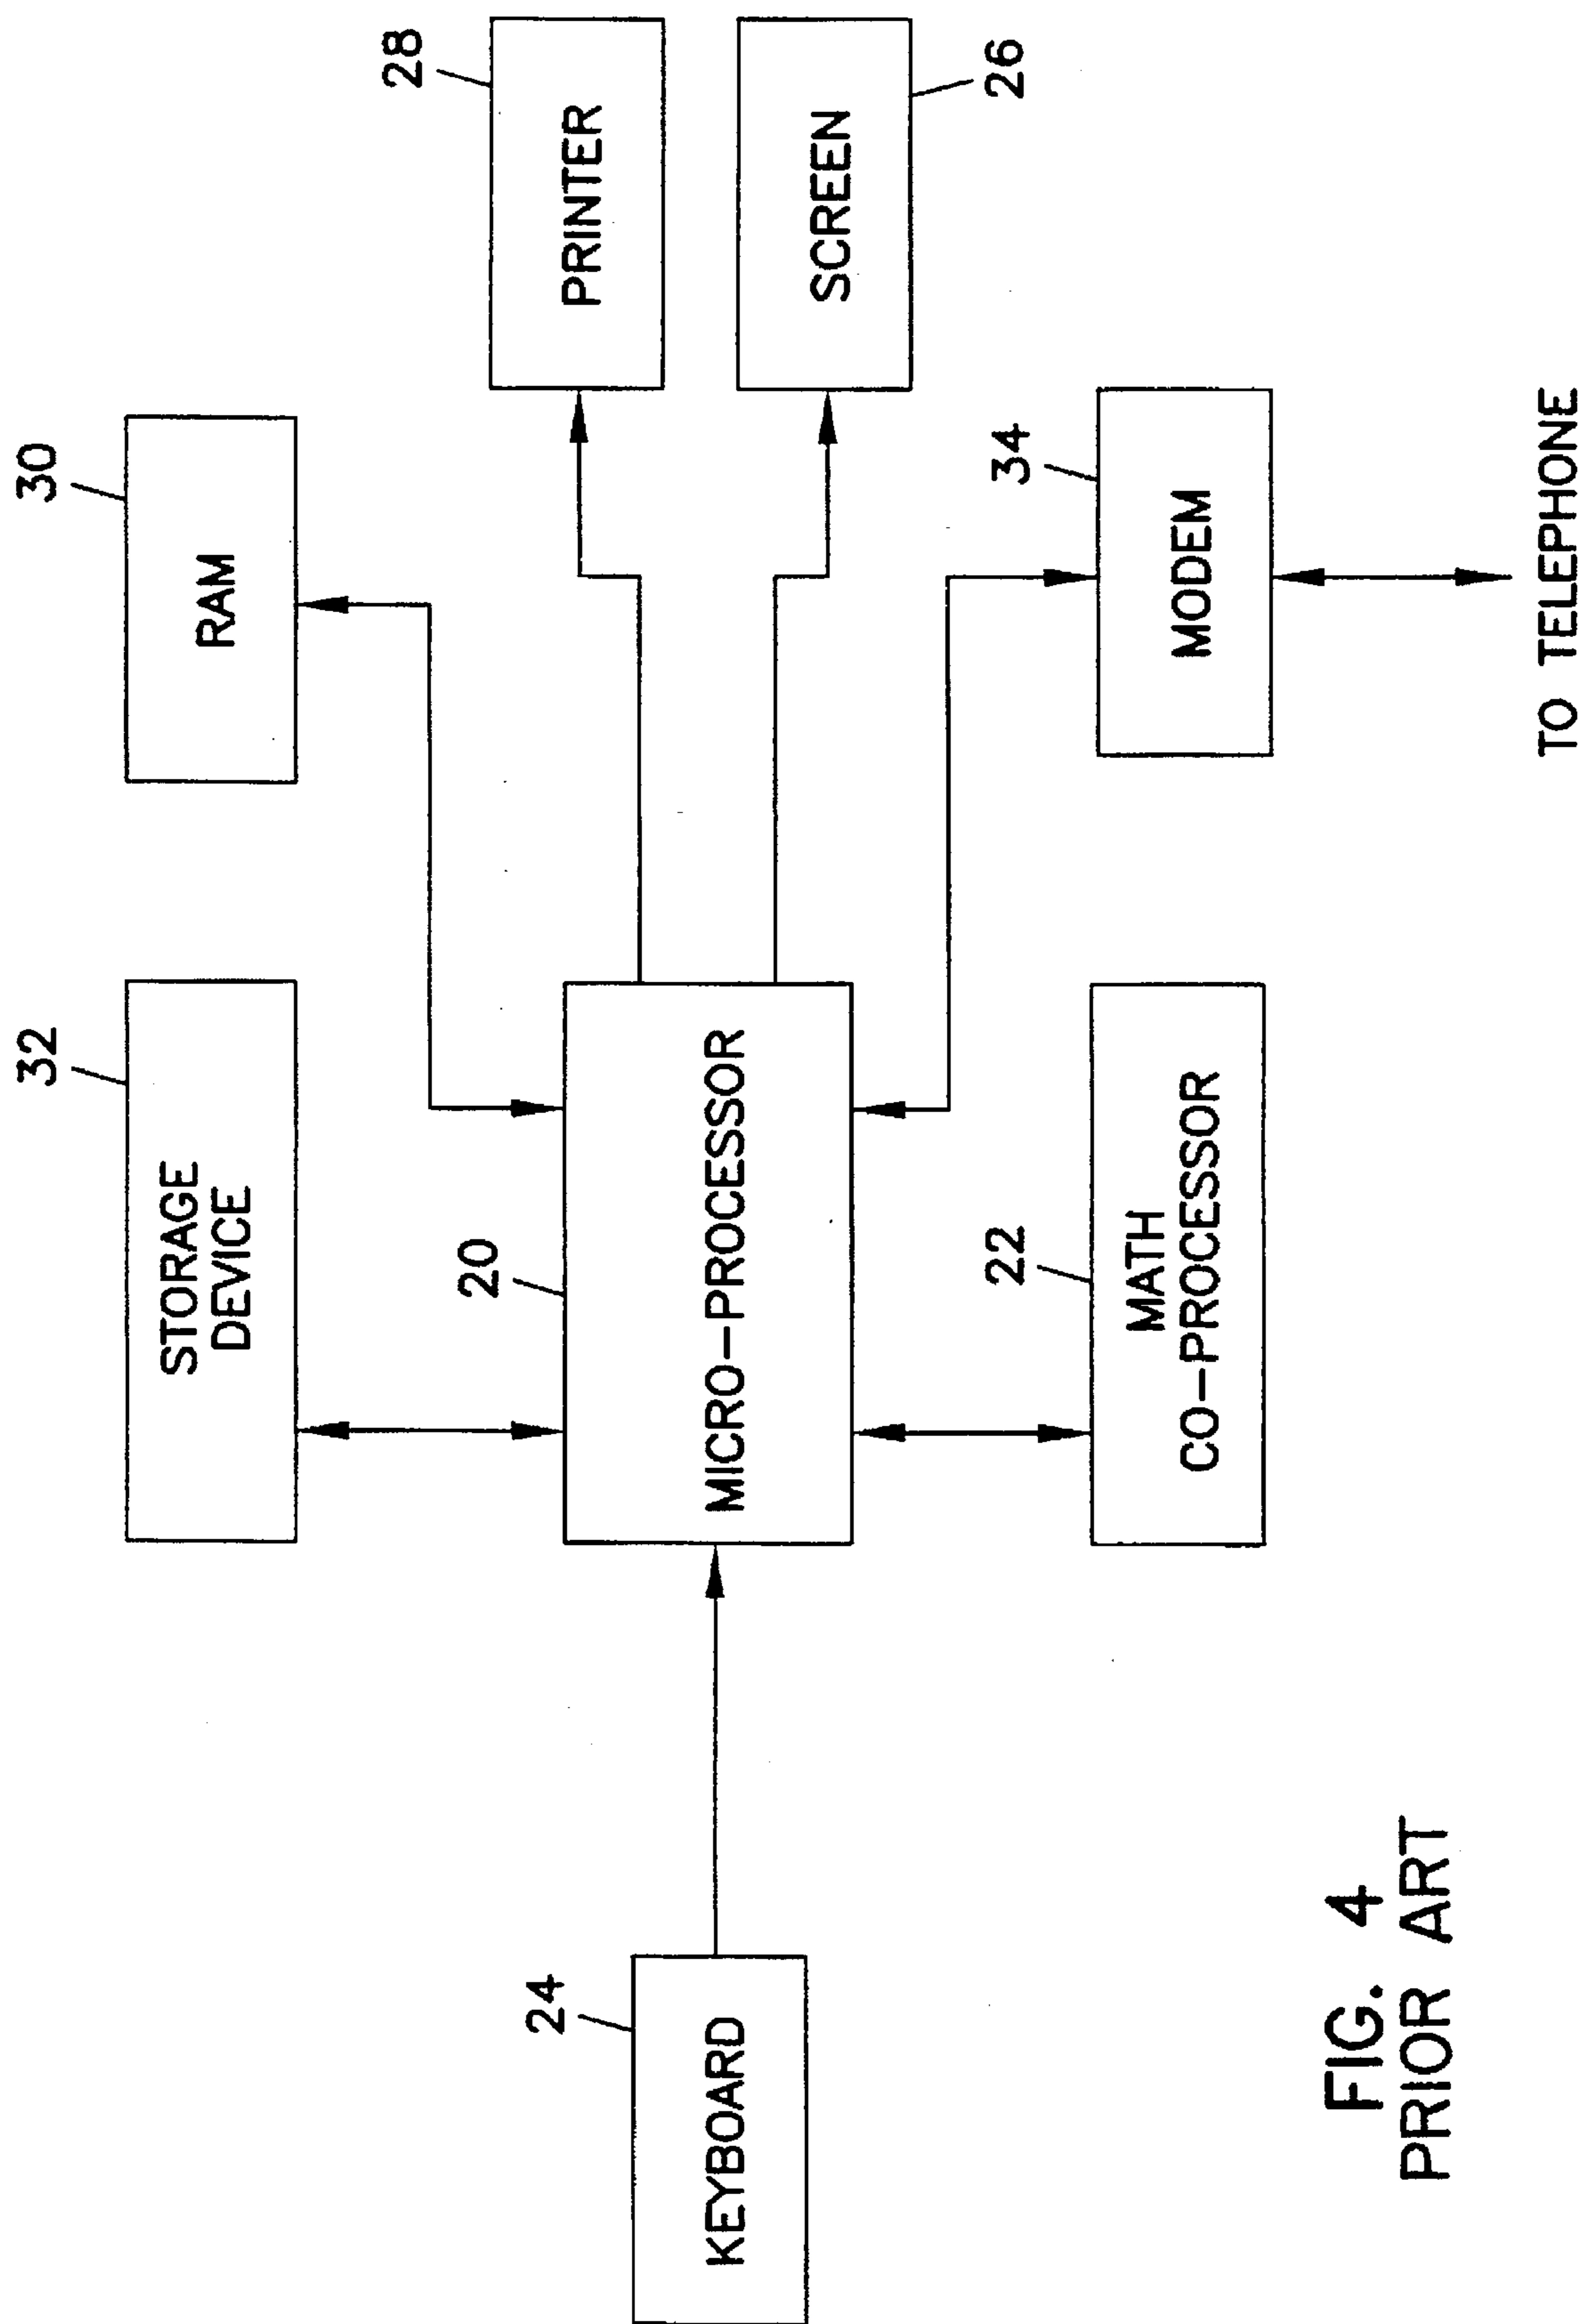 32
STORAGE
DEVICE
30
RAM
28
PRINTER
20
MICRO-PROCESSOR
24
KEYBOARD
SCREEN
26
22
MATH
CO-PROCESSOR
34
MODEM
TO TELEPHONE
FIG. 4
PRIOR ART